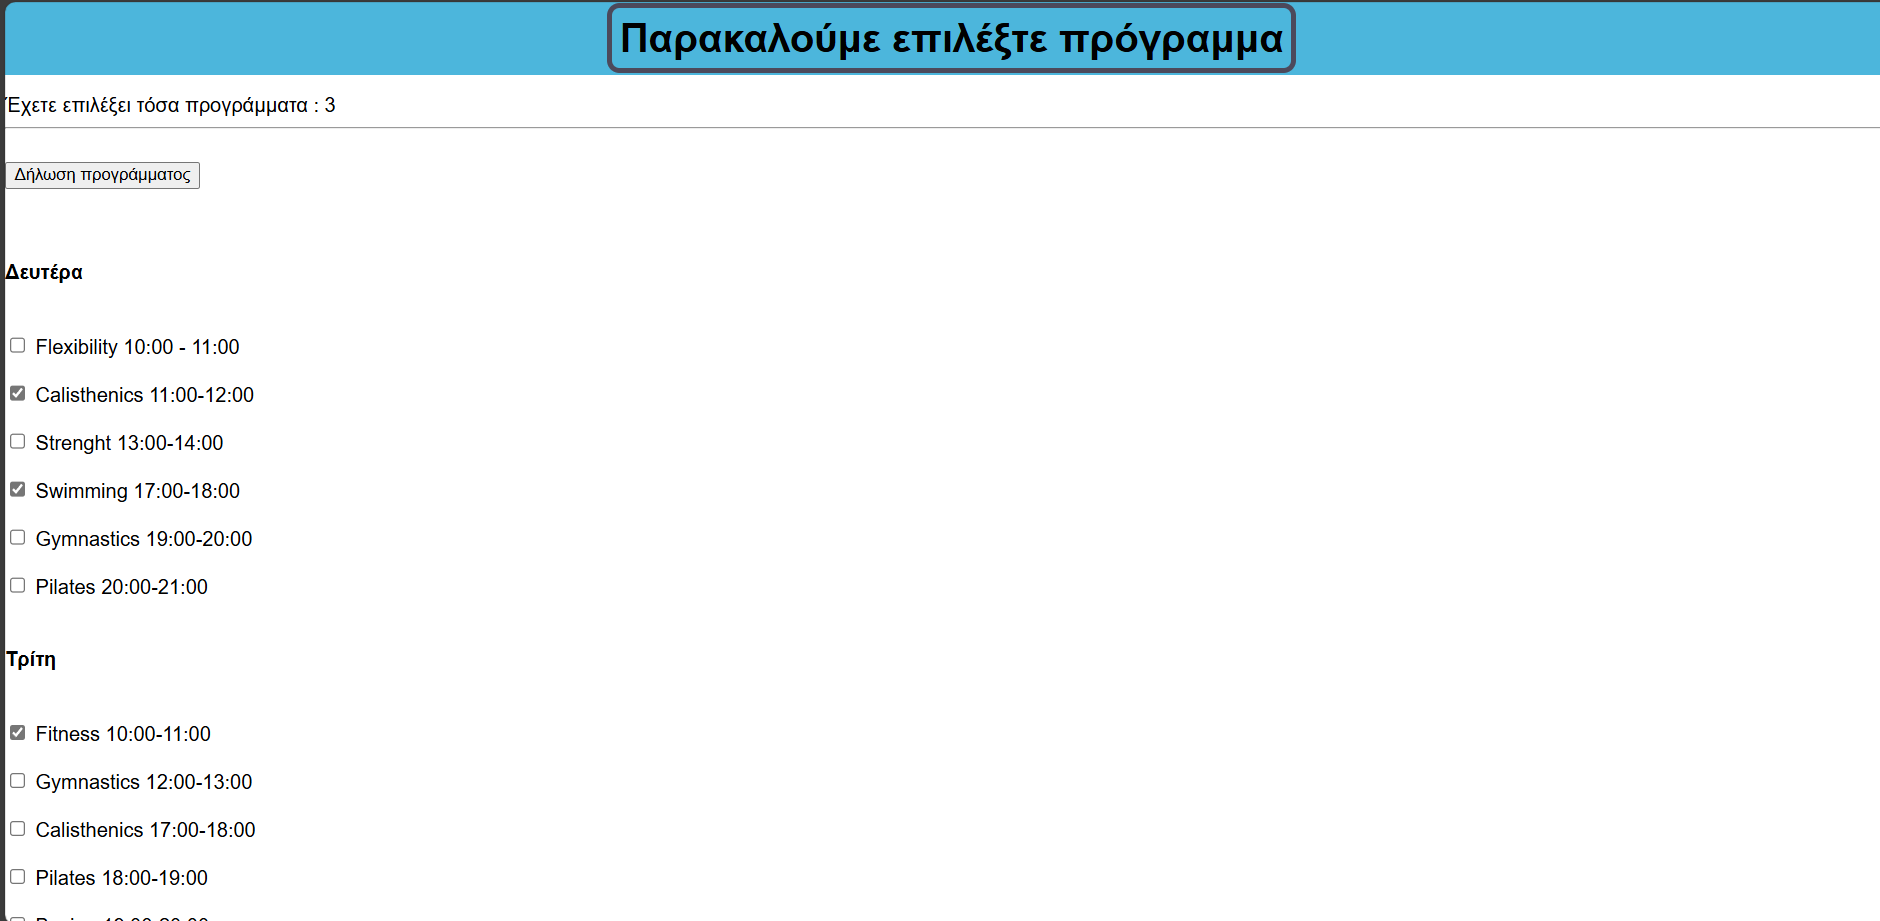 Παρακαλούμε επιλέξτε πρόγραμμα
Έχετε επιλέξει τόσα προγράμματα : 3
Δήλωση προγράμματος
Δευτέρα
Flexibility 10:00 - 11:00
Calisthenics 11:00-12:00
Strenght 13:00-14:00
Swimming 17:00-18:00
Gymnastics 19:00-20:00
Pilates 20:00-21:00
Τρίτη
Fitness 10:00-11:00
Gymnastics 12:00-13:00
Calisthenics 17:00-18:00
Pilates 18:00-19:00